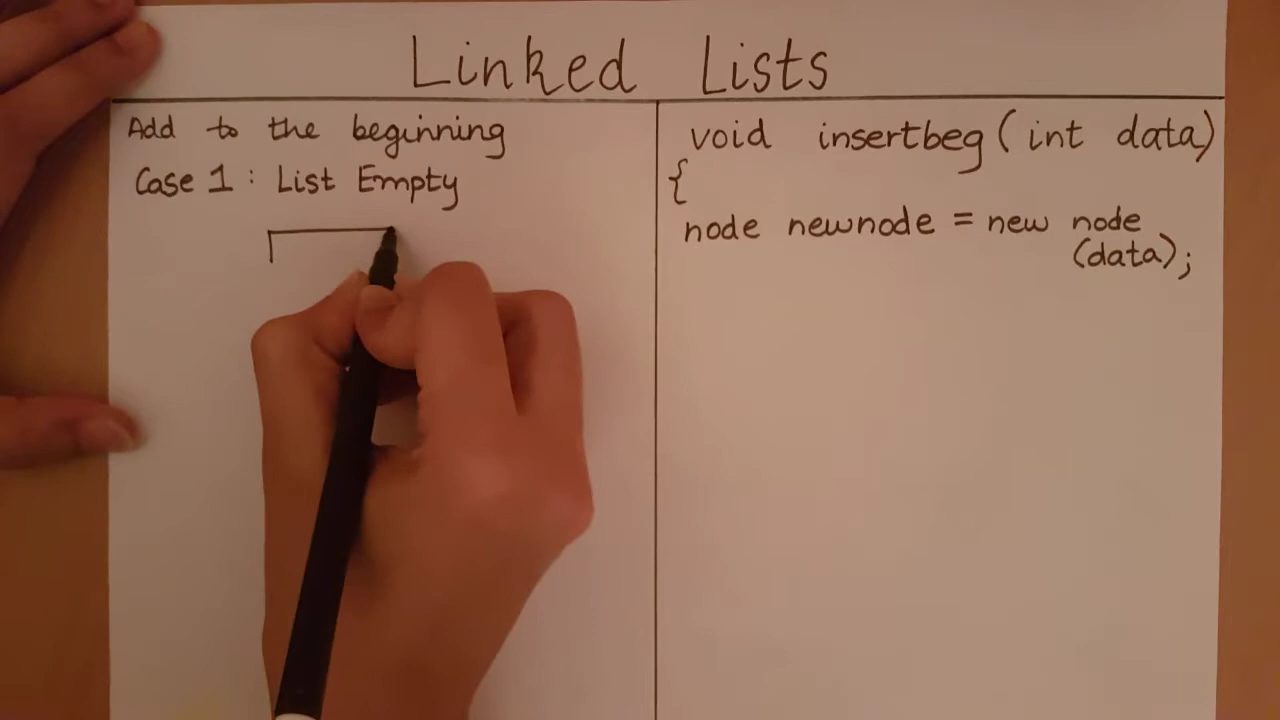 Linked Lists
Add to the beginning
Case 1 : List Empty
void insertbeg ( int data)
{
node newnode = new node
(data);